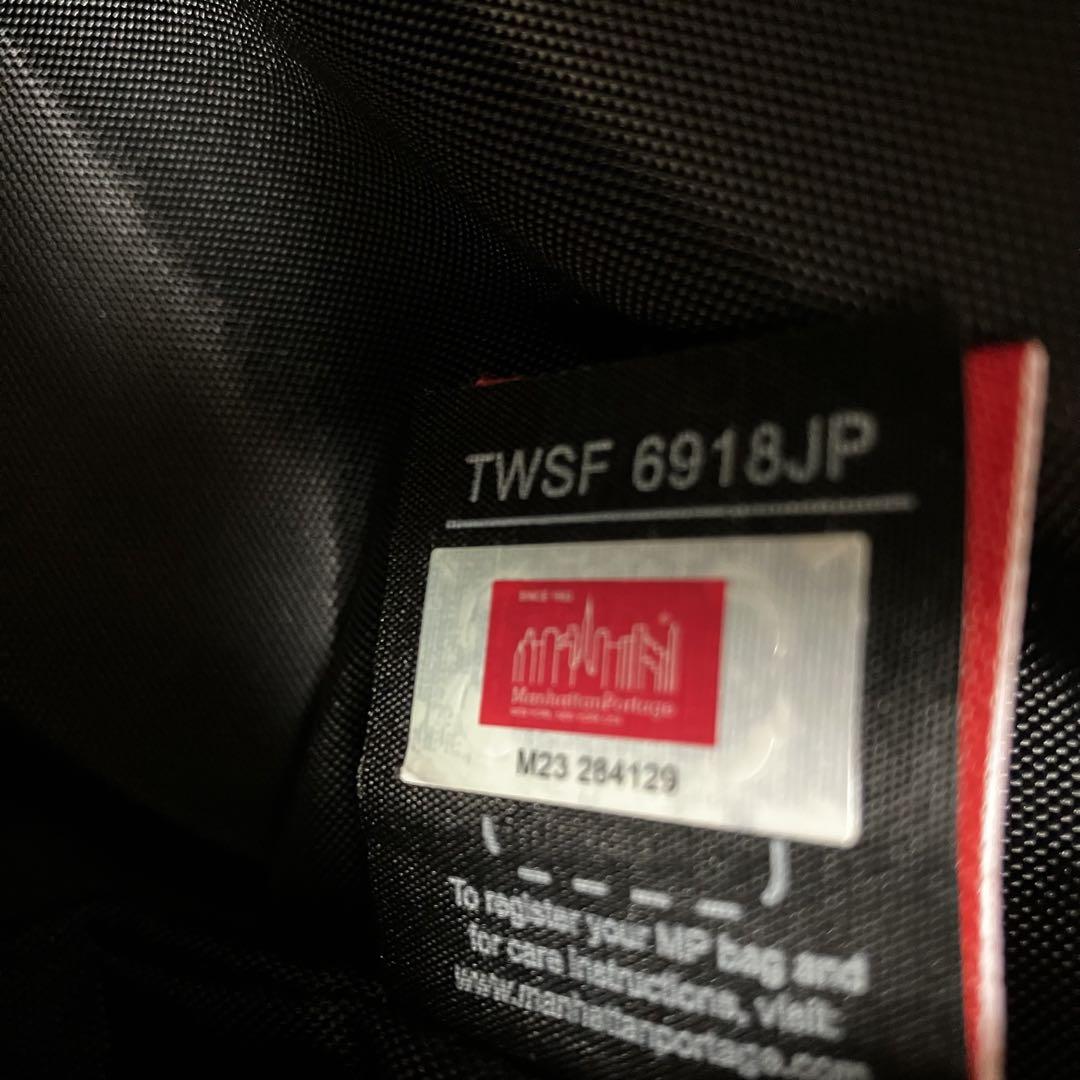 TWSF 6918JP
Manhattan Portage
M23 284129
To register your MP bag and
for care instructions, visit:
www.manhattanportage.com